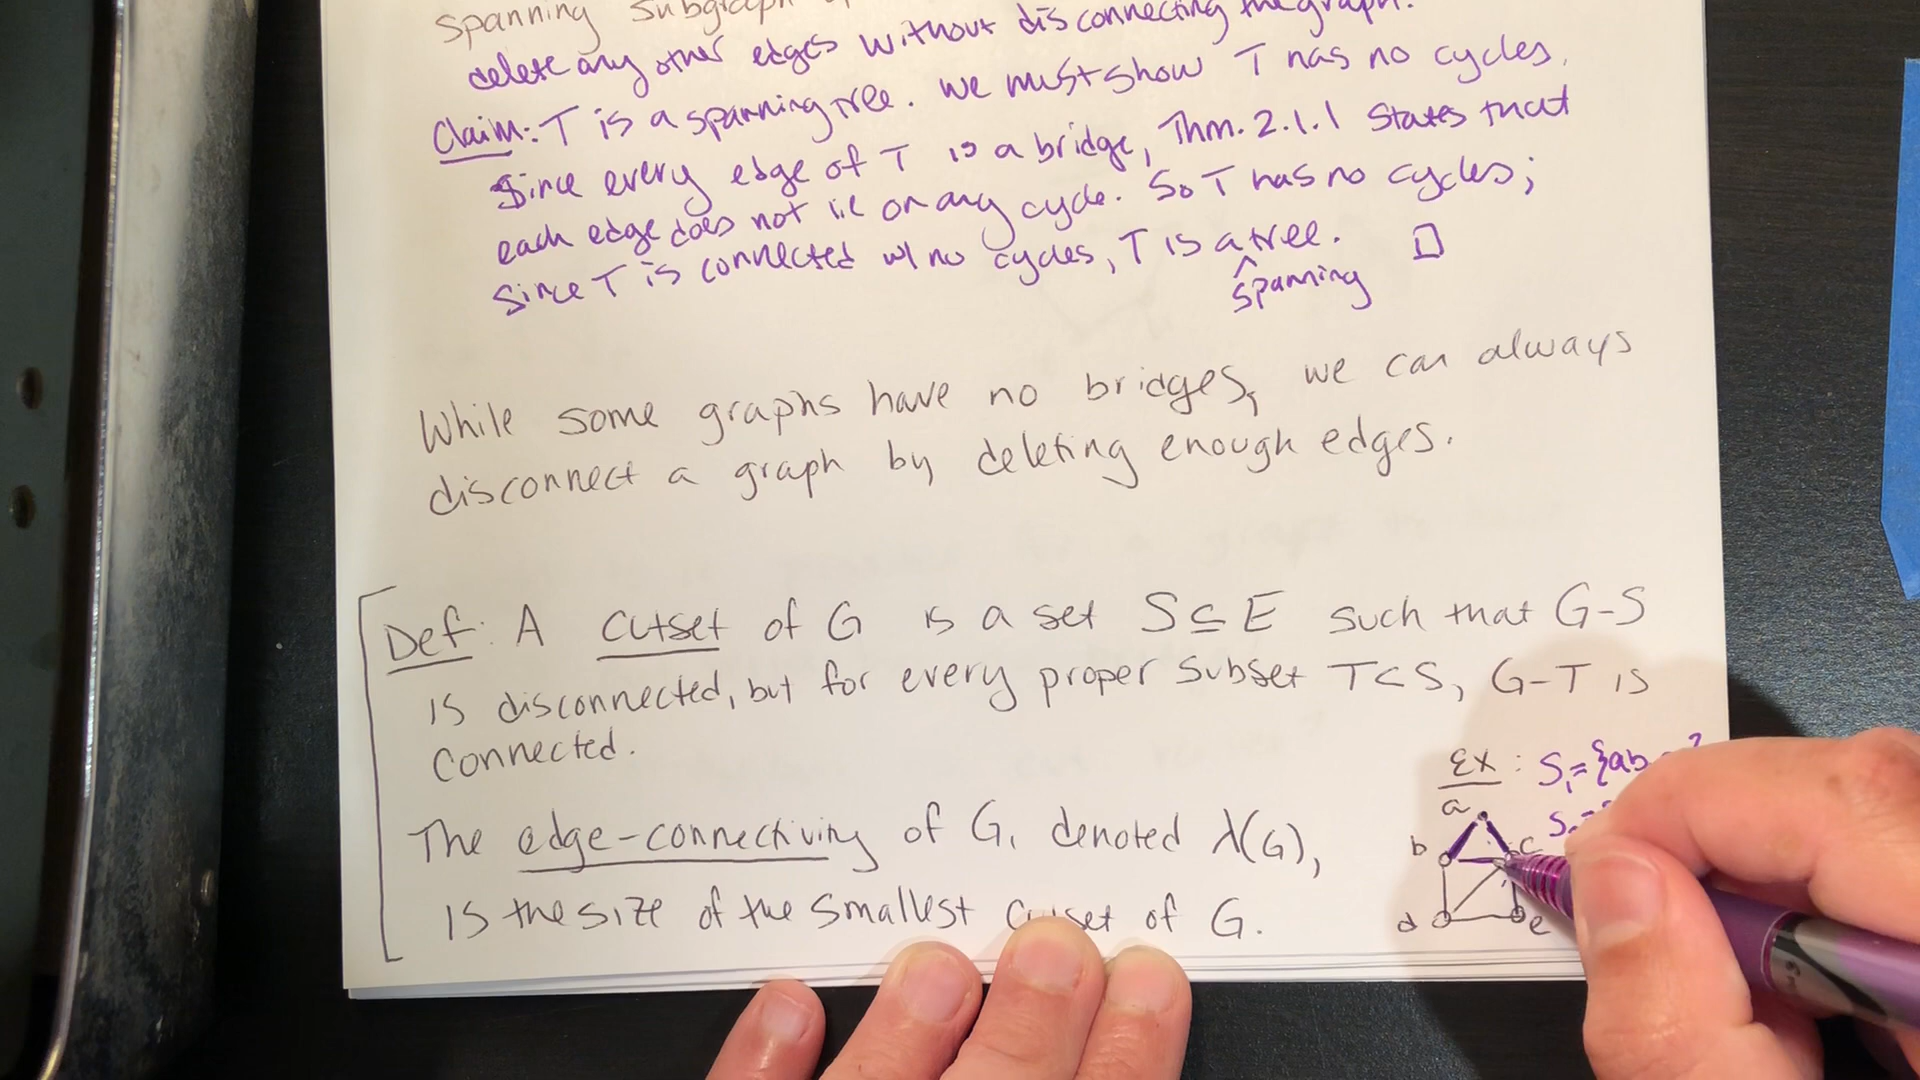 spanning subgraph
delete any other edges without disconnecting the graph.
Claim: T is a spanning tree. We must show T has no cycles.
Since every edge of T is a bridge, Thm. 2.1.1 states that
each edge does not lie on any cycle. So T has no cycles;
since T is connected w/ no cycles, T is a tree. □
^ spanning
While some graphs have no bridges, we can always
disconnect a graph by deleting enough edges.
Def: A cutset of G is a set S⊆E such that G-S
is disconnected, but for every proper subset T⊂S, G-T is
connected.
Ex: S₁={ab
The edge-connectivity of G, denoted λ(G),
is the size of the smallest cutset of G.
a
b
c
d
e